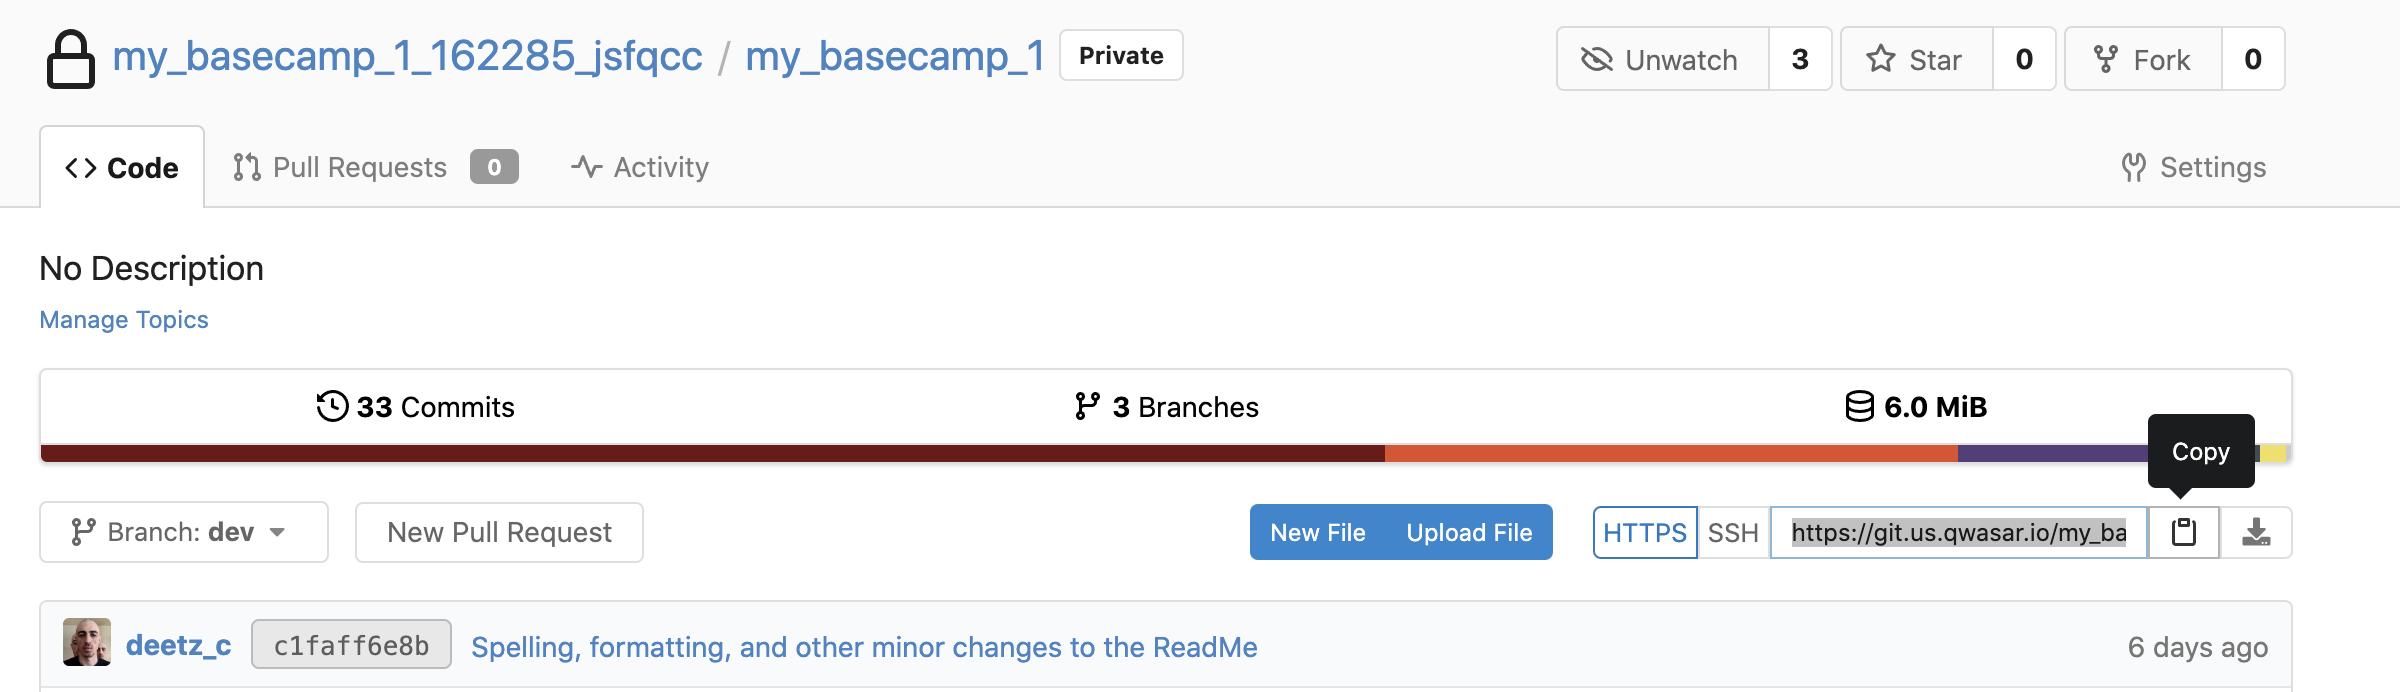 my_basecamp_1_162285_jsfqcc / my_basecamp_1 Private
Unwatch 3 Star 0 Fork 0
Code Pull Requests 0 Activity Settings
No Description
Manage Topics
33 Commits 3 Branches 6.0 MiB
Copy
Branch: dev New Pull Request New File Upload File HTTPS SSH https://git.us.qwasar.io/my_ba
deetz_c c1faff6e8b Spelling, formatting, and other minor changes to the ReadMe 6 days ago